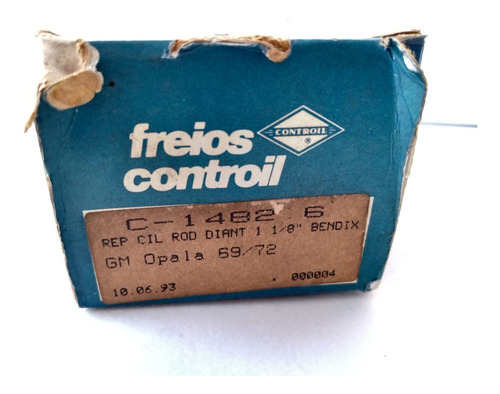 freios
controil
CONTROIL
®
C-1482.6
REP CIL ROD DIANT 1 1/8" BENDIX
GM Opala 69/72
10.06.93 . 000004